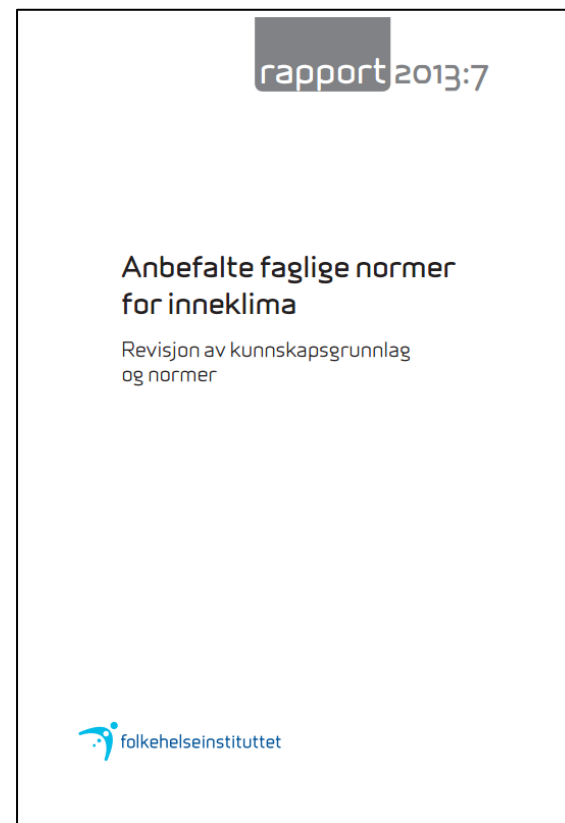 rapport 2013:7
Anbefalte faglige normer
for inneklima
Revisjon av kunnskapsgrunnlag
og normer
folkehelseinstituttet